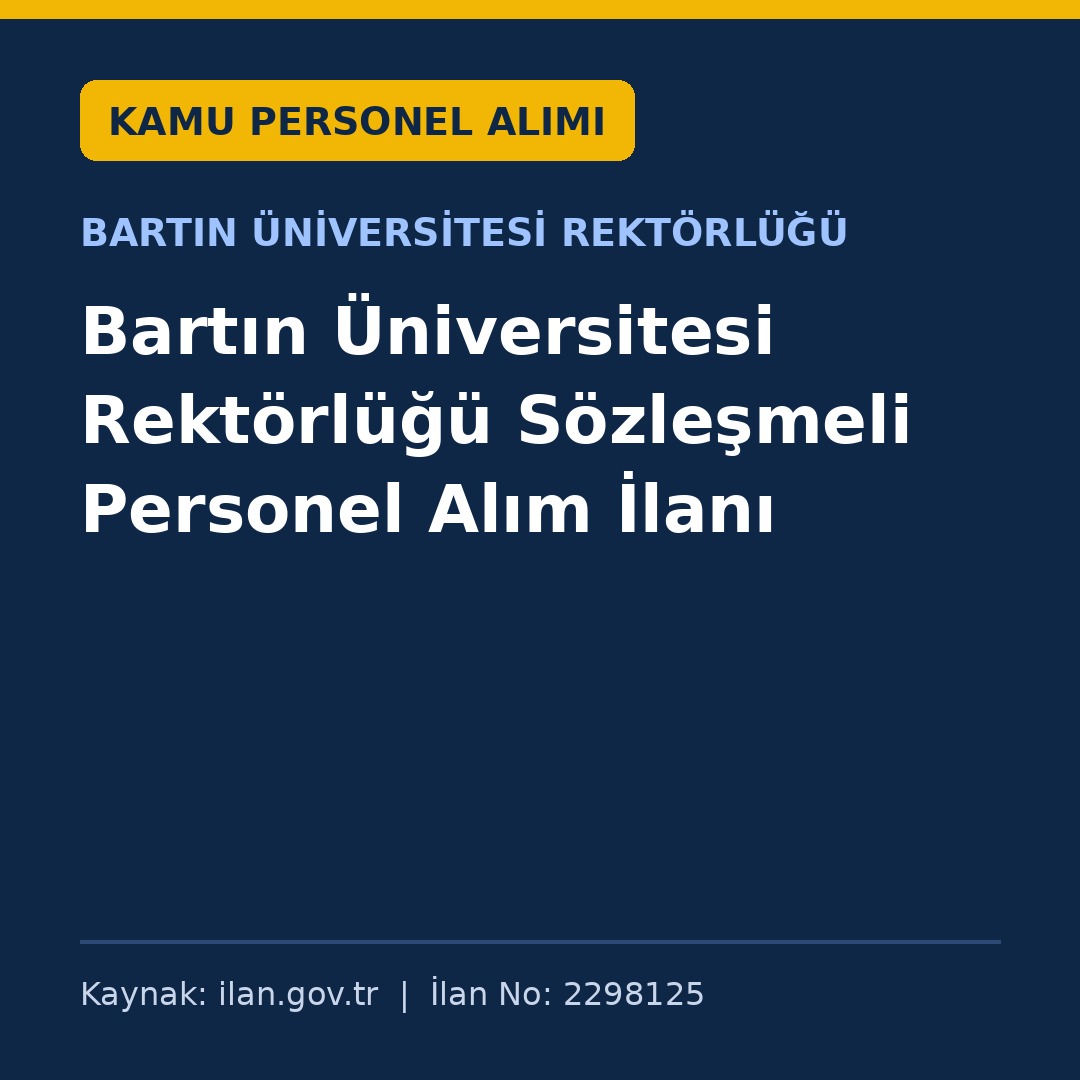 KAMU PERSONEL ALIMI
BARTIN ÜNİVERSİTESİ REKTÖRLÜĞÜ
Bartın Üniversitesi
Rektörlüğü Sözleşmeli
Personel Alım İlanı
Kaynak: ilan.gov.tr | İlan No: 2298125